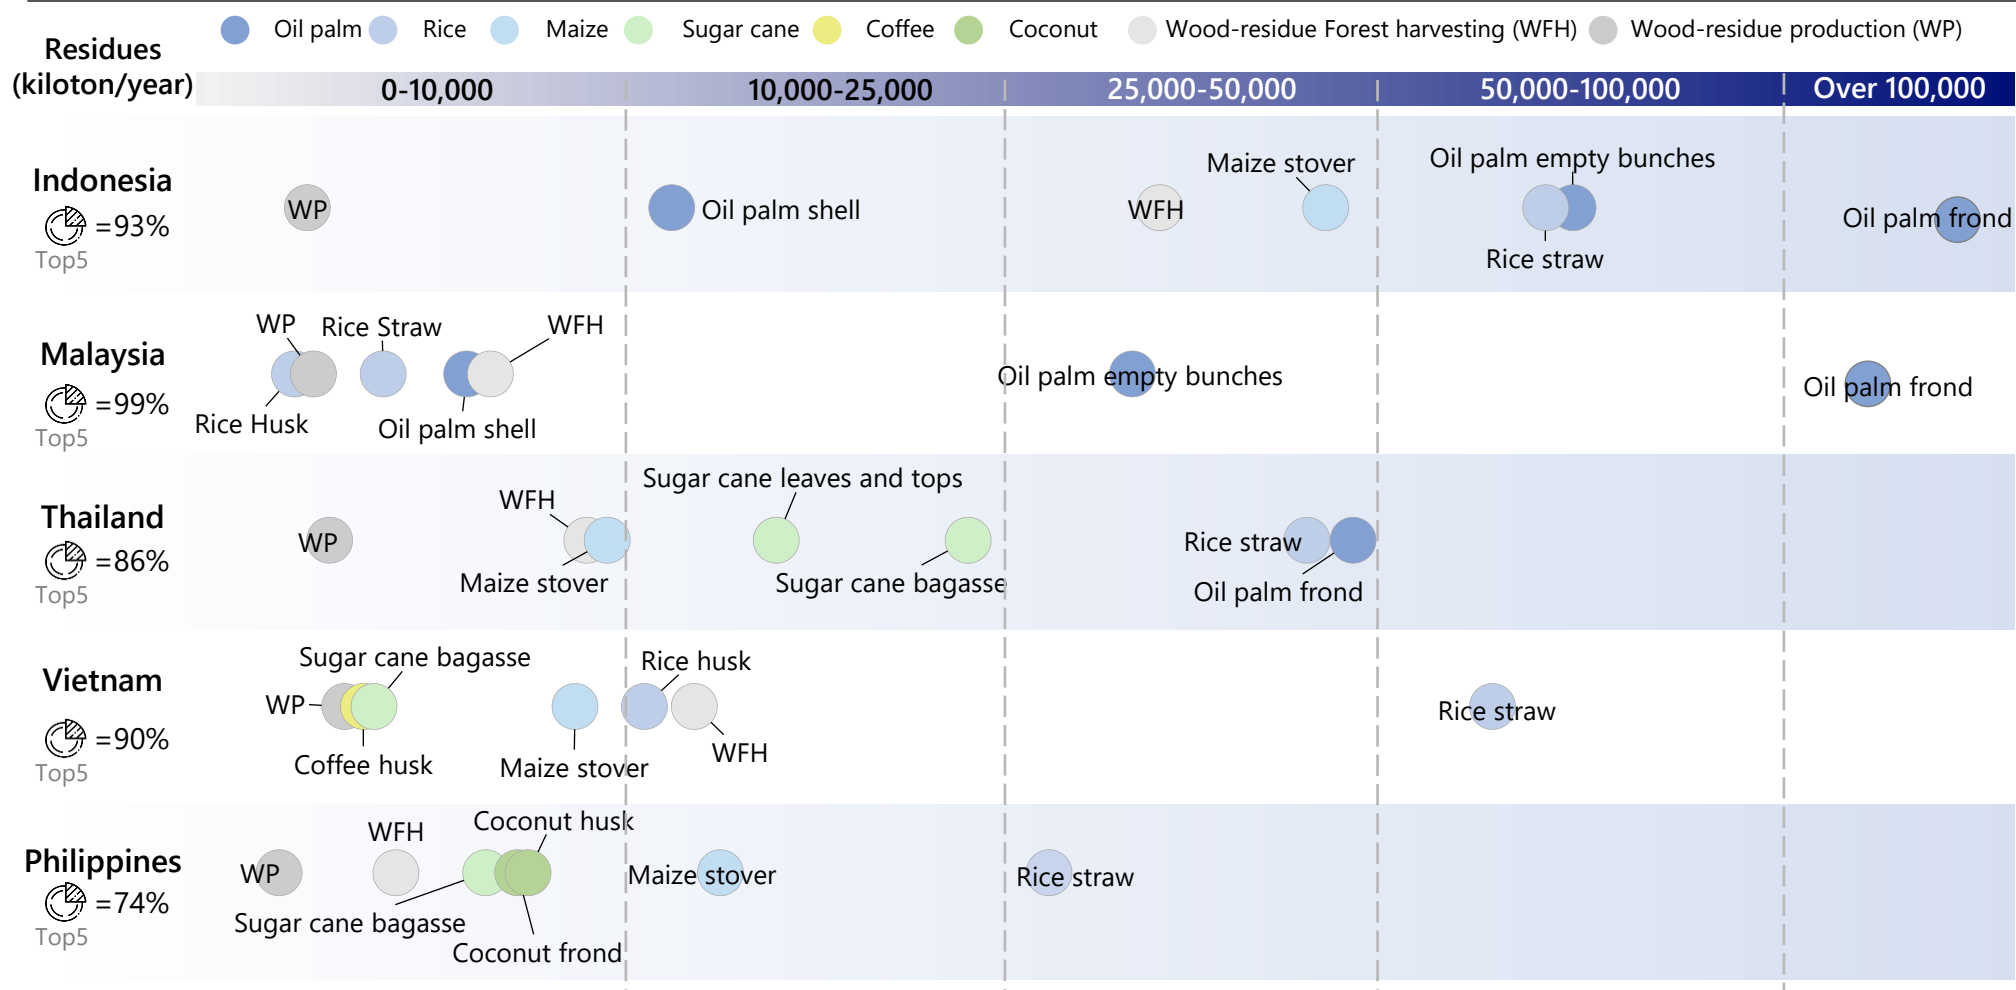 Oil palm Rice Maize Sugar cane Coffee Coconut Wood-residue Forest harvesting (WFH) Wood-residue production (WP)
Residues
(kiloton/year)
0-10,000 10,000-25,000 25,000-50,000 50,000-100,000 Over 100,000
Indonesia
=93%
Top5
WP
Oil palm shell
WFH
Maize stover
Oil palm empty bunches
Rice straw
Oil palm frond
Malaysia
=99%
Top5
WP
Rice Straw
WFH
Rice Husk
Oil palm shell
Oil palm empty bunches
Oil palm frond
Thailand
=86%
Top5
WP
WFH
Maize stover
Sugar cane leaves and tops
Sugar cane bagasse
Rice straw
Oil palm frond
Vietnam
=90%
Top5
Sugar cane bagasse
WP
Coffee husk
Maize stover
Rice husk
WFH
Rice straw
Philippines
=74%
Top5
WP
WFH
Coconut husk
Sugar cane bagasse
Coconut frond
Maize stover
Rice straw